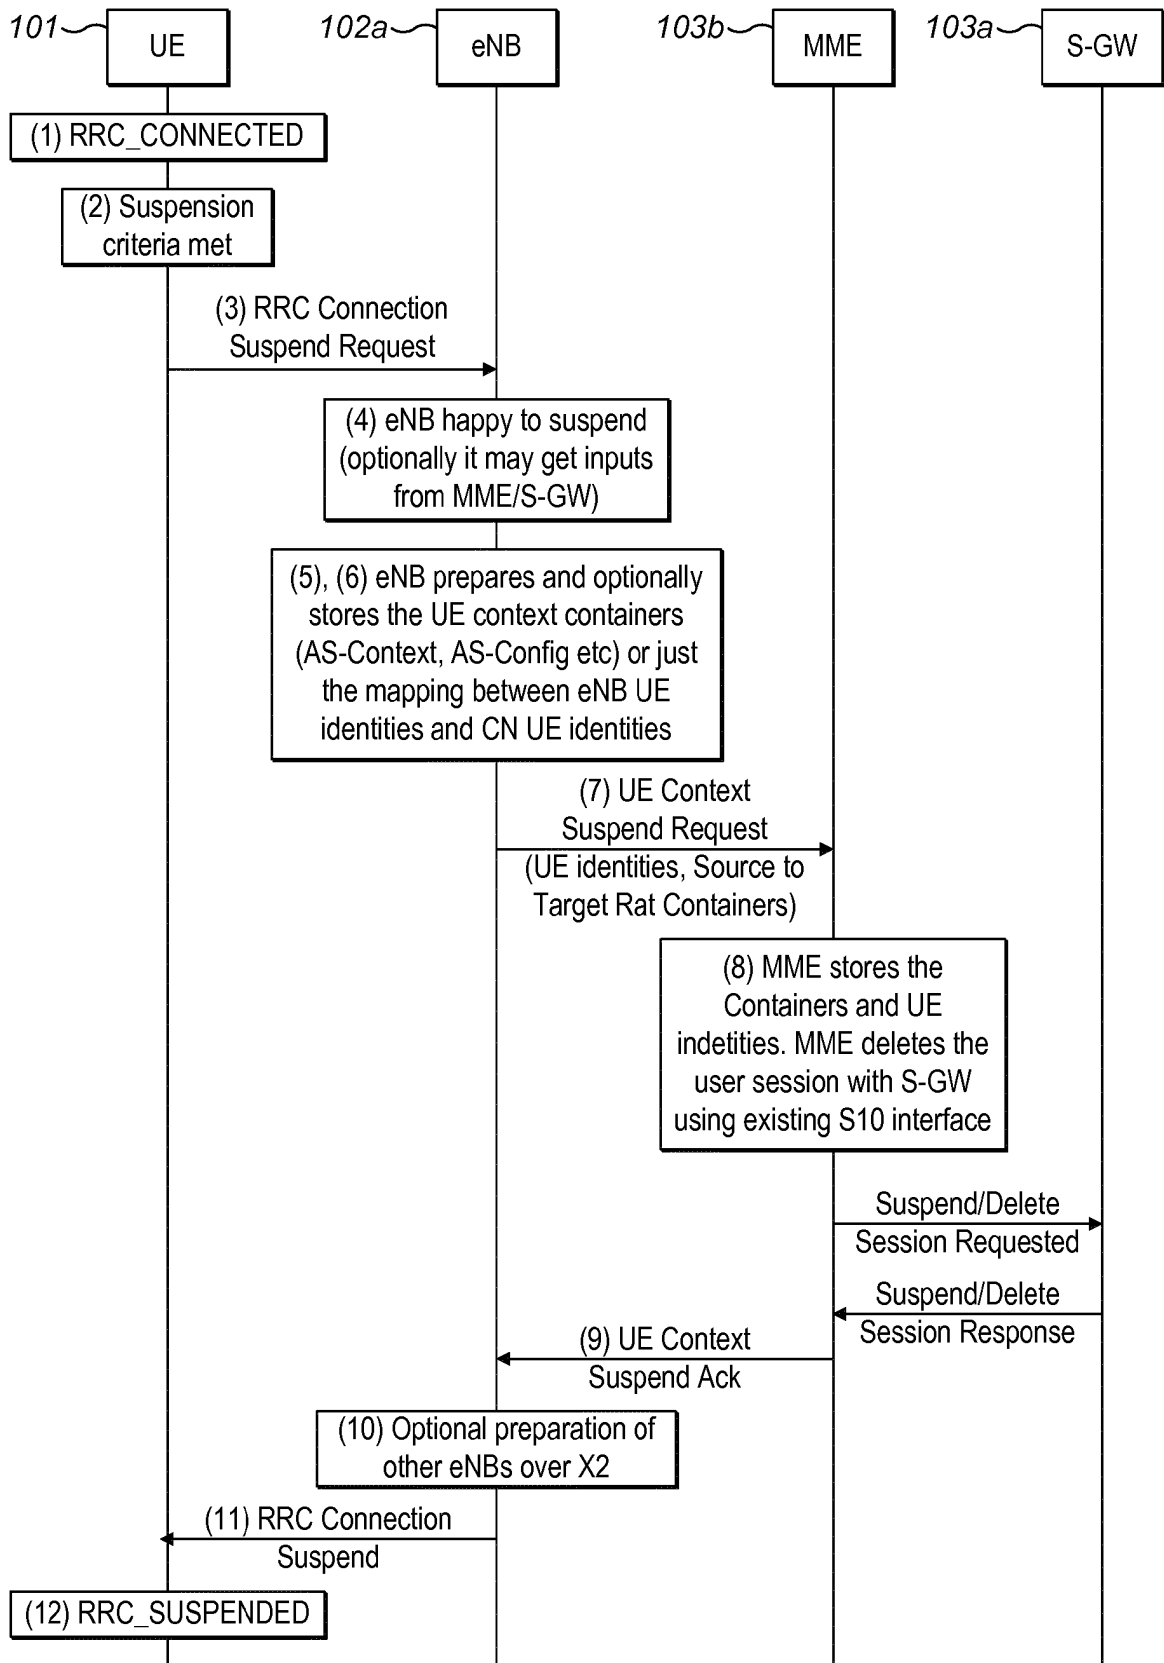 101
UE
102a
eNB
103b
MME
103a
S-GW
(1) RRC_CONNECTED
(2) Suspension
criteria met
(3) RRC Connection
Suspend Request
(4) eNB happy to suspend
(optionally it may get inputs
from MME/S-GW)
(5), (6) eNB prepares and optionally
stores the UE context containers
(AS-Context, AS-Config etc) or just
the mapping between eNB UE
identities and CN UE identities
(7) UE Context
Suspend Request
(UE identities, Source to
Target Rat Containers)
(8) MME stores the
Containers and UE
indetities. MME deletes the
user session with S-GW
using existing S10 interface
Suspend/Delete
Session Requested
Suspend/Delete
Session Response
(9) UE Context
Suspend Ack
(10) Optional preparation of
other eNBs over X2
(11) RRC Connection
Suspend
(12) RRC_SUSPENDED